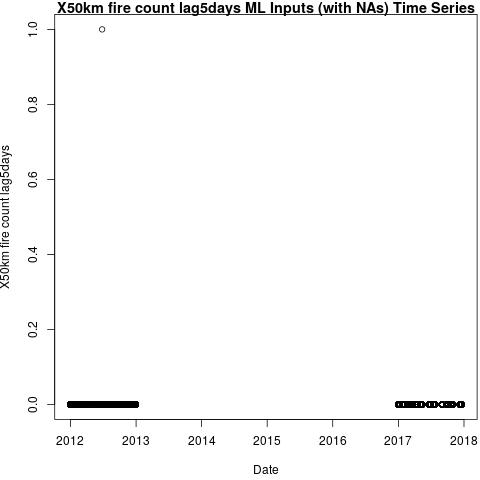 X50km fire count lag5days ML Inputs (with NAs) Time Series
X50km fire count lag5days
1.0
0.8
0.6
0.4
0.2
0.0
2012 2013 2014 2015 2016 2017 2018
Date